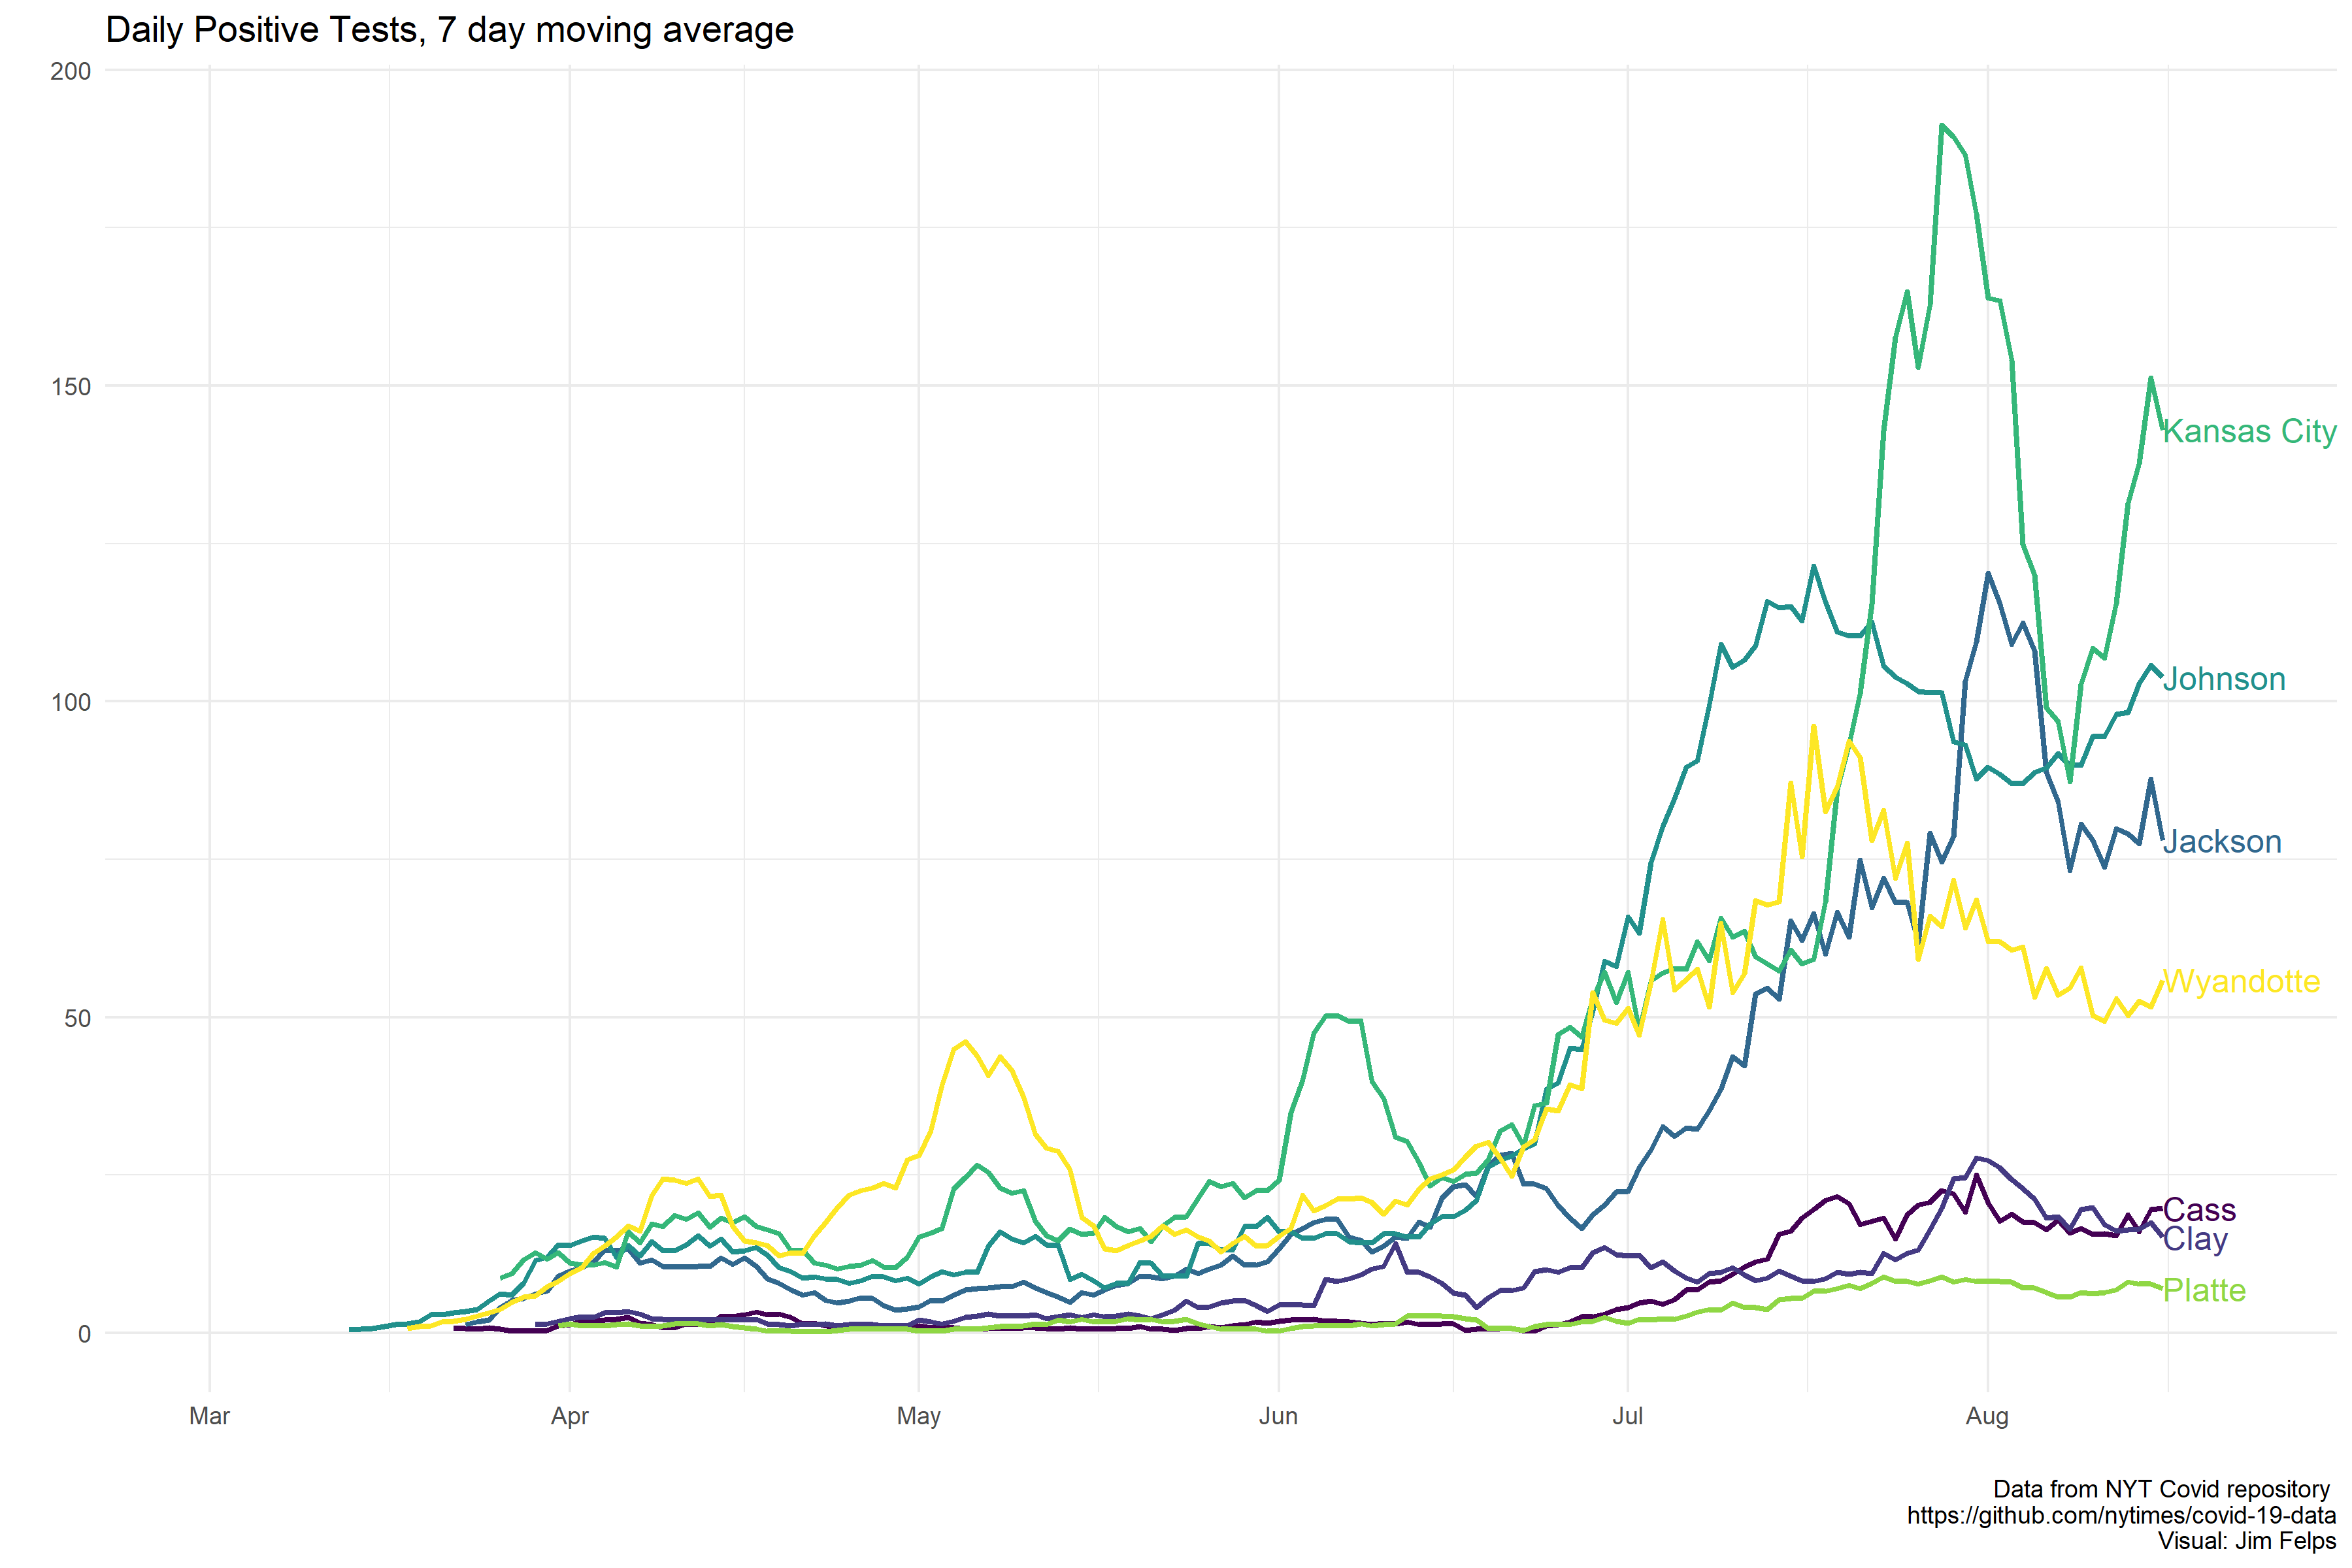 Daily Positive Tests, 7 day moving average
200
150
100
50
0
Kansas City
Johnson
Jackson
Wyandotte
Cass
Clay
Platte
Mar Apr May Jun Jul Aug
Data from NYT Covid repository
https://github.com/nytimes/covid-19-data
Visual: Jim Felps